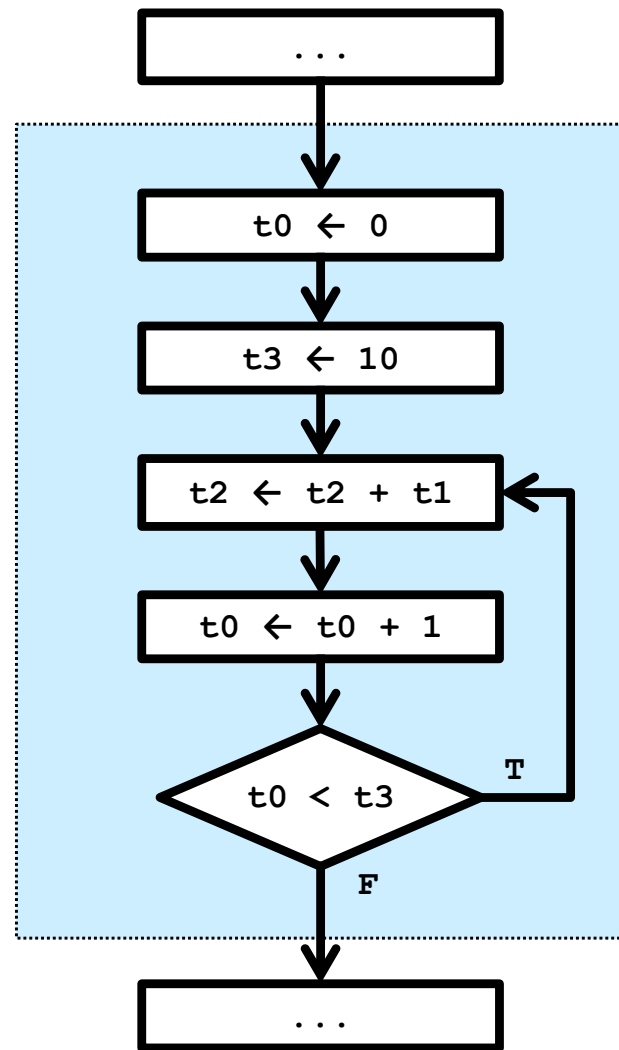 ...
t0 ← 0
t3 ← 10
t2 ← t2 + t1
t0 ← t0 + 1
t0 < t3
T
F
...